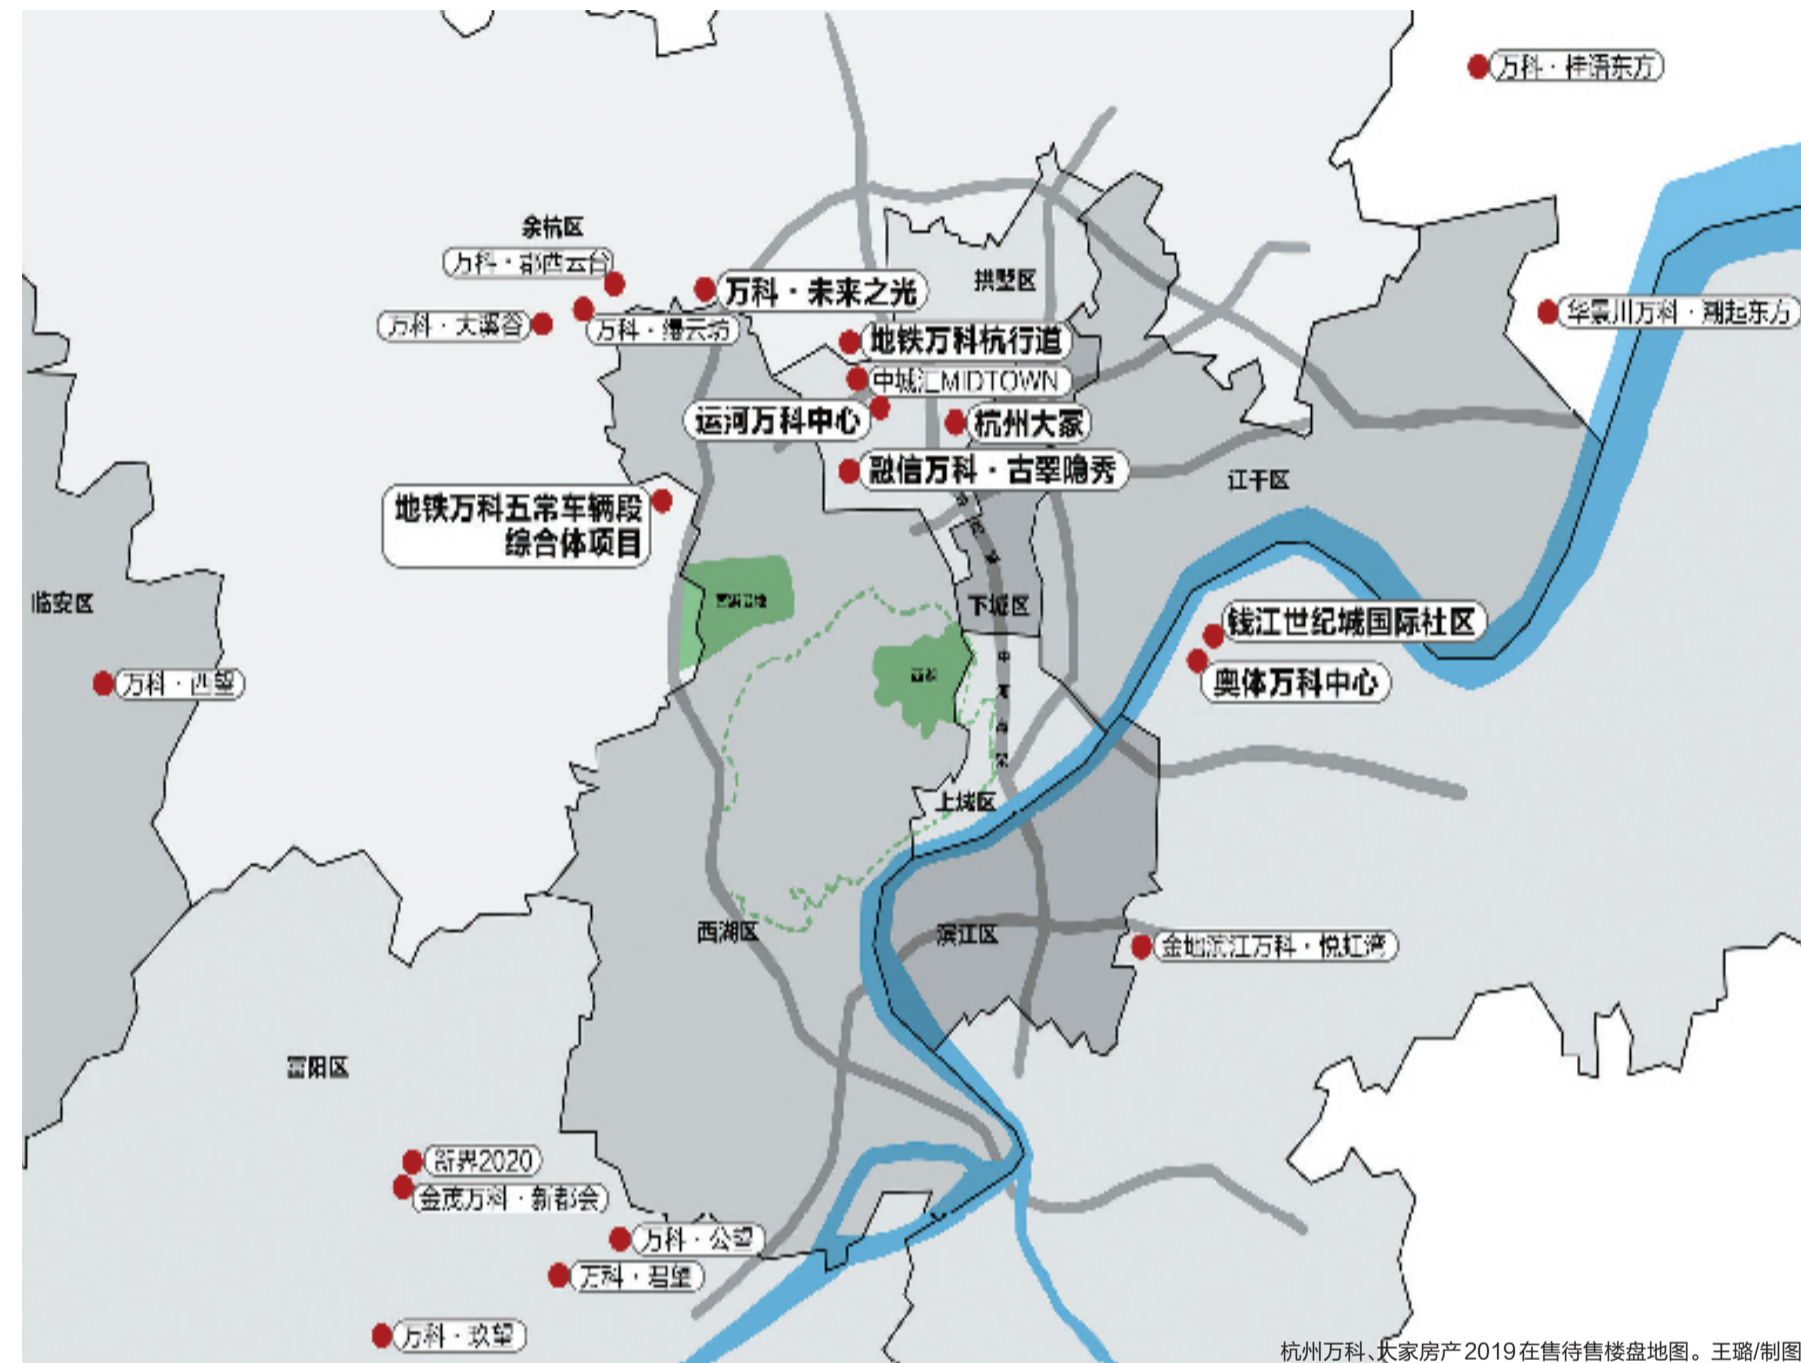 万科·桂语东方
余杭区
万科·都西云台
万科·未来之光
拱墅区
华景川万科·潮起东方
万科·大溪谷
万科·缦云坊
地铁万科杭行道
中城汇MIDTOWN
运河万科中心
杭州大家
融信万科·古翠隐秀
江干区
地铁万科五常车辆段
综合体项目
临安区
下城区
钱江世纪城国际社区
西湖
万科·西望
奥体万科中心
上城区
西湖区
滨江区
金地滨江万科·悦虹湾
富阳区
新界2020
金茂万科·新都会
万科·公望
万科·君望
万科·玖望
杭州万科、大家房产2019在售待售楼盘地图。王璐/制图